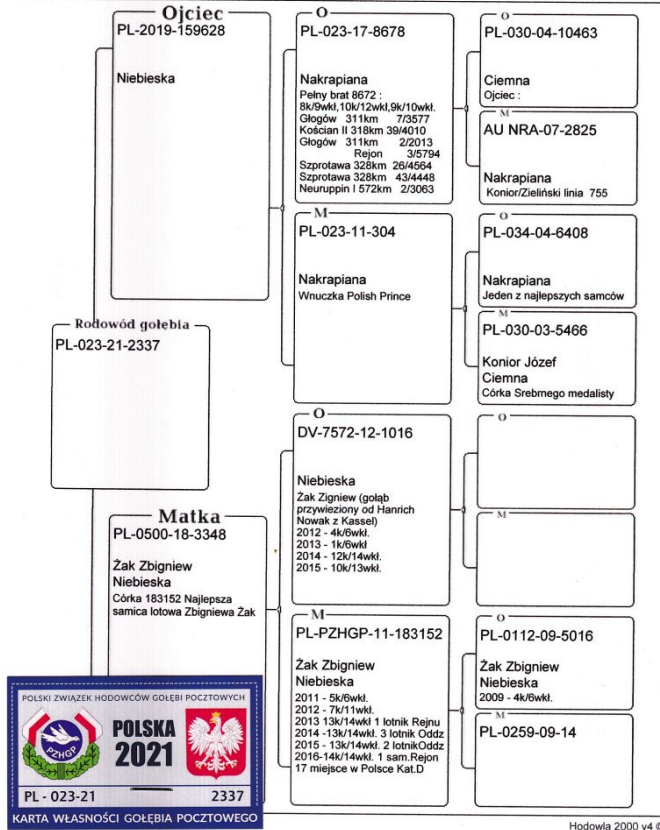 Ojciec
PL-2019-159628
Niebieska
O
PL-023-17-8678
Nakrapiana
Pełny brat 8672 :
8k/9wkł,10k/12wkł,9k/10wkł.
Głogów 311km 7/3577
Kościan II 318km 39/4010
Głogów 311km 2/2013
Rejon 3/5794
Szprotawa 328km 26/4564
Szprotawa 328km 43/4448
Neuruppin I 572km 2/3063
O
PL-030-04-10463
Ciemna
Ojciec :
M
AU NRA-07-2825
Nakrapiana
Konior/Zieliński linia 755
M
PL-023-11-304
Nakrapiana
Wnuczka Polish Prince
O
PL-034-04-6408
Nakrapiana
Jeden z najlepszych samców
M
PL-030-03-5466
Konior Józef
Ciemna
Córka Srebrnego medalisty
Rodowód gołębia
PL-023-21-2337
Matka
PL-0500-18-3348
Żak Zbigniew
Niebieska
Córka 183152 Najlepsza
samica lotowa Zbigniewa Żak
O
DV-7572-12-1016
Niebieska
Żak Zigniew (gołąb
przywieziony od Hanrich
Nowak z Kassel)
2012 - 4k/6wkł.
2013 - 1k/6wkł
2014 - 12k/14wkł.
2015 - 10k/13wkł.
O
M
M
PL-PZHGP-11-183152
Żak Zbigniew
Niebieska
2011 - 5k/6wkł.
2012 - 7k/11wkł.
2013 13k/14wkł 1 lotnik Rejnu
2014 -13k/14wkł. 3 lotnik Oddz
2015 - 13k/14wkł. 2 lotnikOddz
2016-14k/14wkł. 1 sam.Rejon
17 miejsce w Polsce Kat.D
O
PL-0112-09-5016
Żak Zbigniew
Niebieska
2009 - 4k/6wkł.
M
PL-0259-09-14
POLSKI ZWIĄZEK HODOWCÓW GOŁĘBI POCZTOWYCH
PZHGP
POLSKA
2021
PL - 023-21 2337
KARTA WŁASNOŚCI GOŁĘBIA POCZTOWEGO
Hodowla 2000 v4 ©